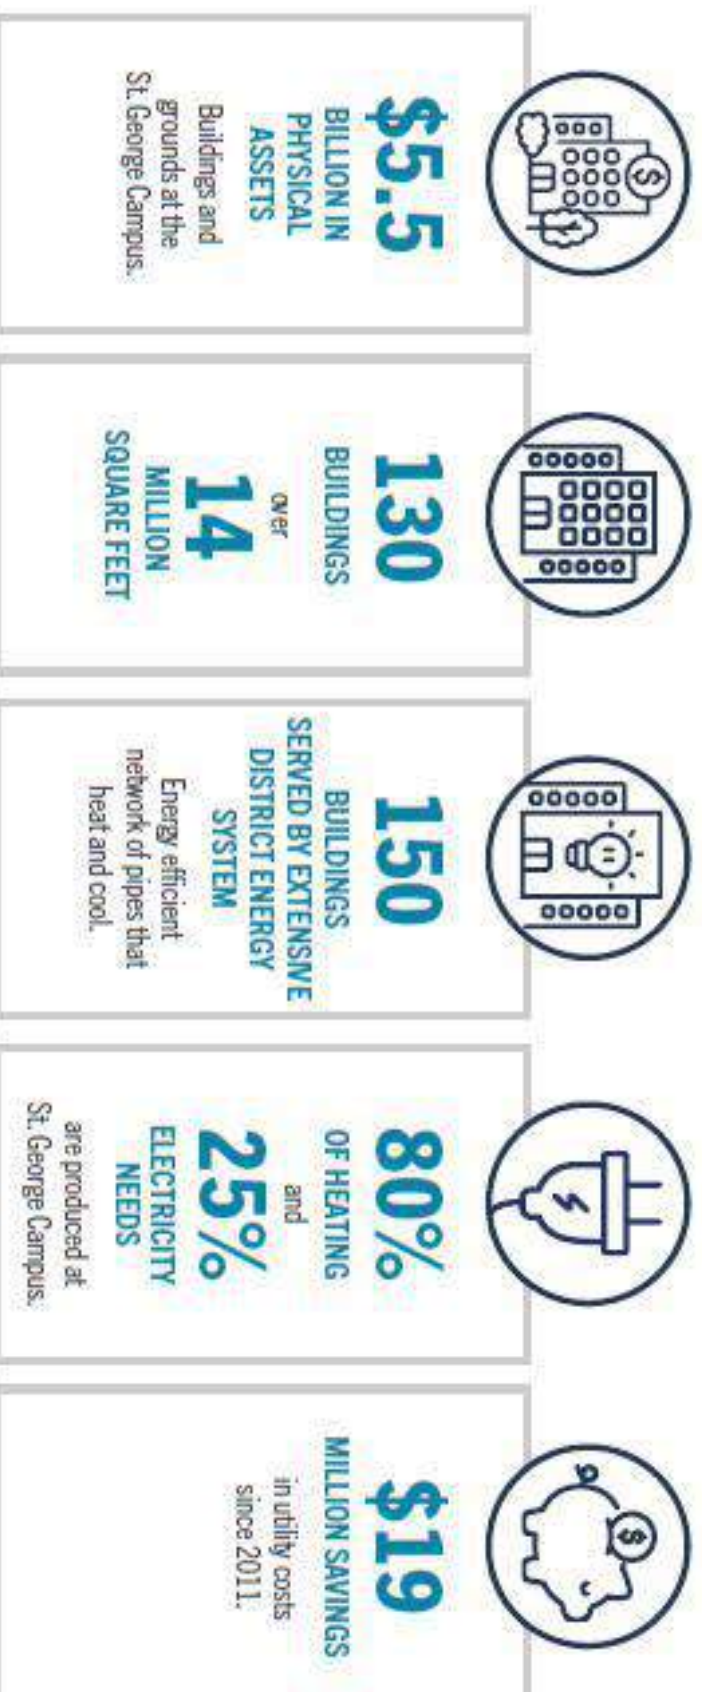 $5.5
BILLION IN
PHYSICAL
ASSETS
Buildings and
grounds at the
St. George Campus.
130
BUILDINGS
over
14
MILLION
SQUARE FEET
150
BUILDINGS
SERVED BY EXTENSIVE
DISTRICT ENERGY
SYSTEM
Energy efficient
network of pipes that
heat and cool.
80%
OF HEATING
and
25%
ELECTRICITY
NEEDS
are produced at
St. George Campus.
$19
MILLION SAVINGS
in utility costs
since 2011.